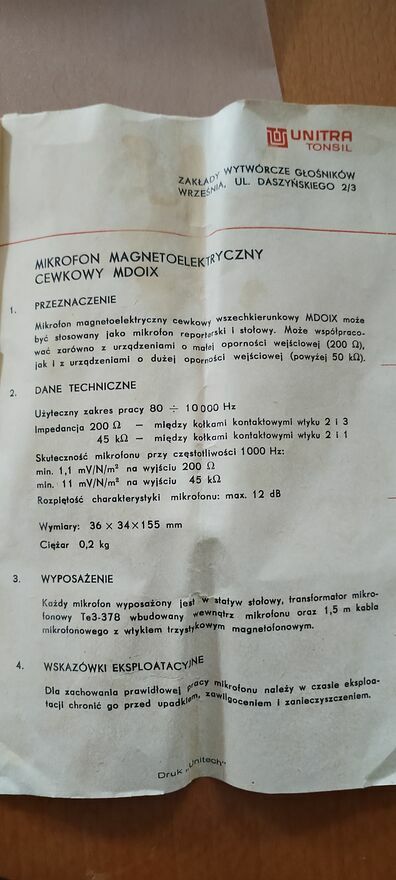 UNITRA
TONSIL
ZAKŁADY WYTWÓRCZE GŁOŚNIKÓW
WRZEŚNIA, UL. DASZYŃSKIEGO 2/3
MIKROFON MAGNETOELEKTRYCZNY
CEWKOWY MDOIX
1. PRZEZNACZENIE
Mikrofon magnetoelektryczny cewkowy wszechkierunkowy MDOIX może
być stosowany jako mikrofon reporterski i stołowy. Może współpraco-
wać zarówno z urządzeniami o małej oporności wejściowej (200 Ω),
jak i z urządzeniami o dużej oporności wejściowej (powyżej 50 kΩ).
2. DANE TECHNICZNE
Użyteczny zakres pracy 80 ÷ 10 000 Hz
Impedancja 200 Ω — między kołkami kontaktowymi wtyku 2 i 3
45 kΩ — między kołkami kontaktowymi wtyku 2 i 1
Skuteczność mikrofonu przy częstotliwości 1000 Hz:
min. 1,1 mV/N/m² na wyjściu 200 Ω
min. 11 mV/N/m² na wyjściu 45 kΩ
Rozpiętość charakterystyki mikrofonu: max. 12 dB
Wymiary: 36 × 34 × 155 mm
Ciężar 0,2 kg
3. WYPOSAŻENIE
Każdy mikrofon wyposażony jest w statyw stołowy, transformator mikro-
fonowy Te3-378 wbudowany wewnątrz mikrofonu oraz 1,5 m kabla
mikrofonowego z wtykiem trzystykowym magnetofonowym.
4. WSKAZÓWKI EKSPLOATACYJNE
Dla zachowania prawidłowej pracy mikrofonu należy w czasie eksploa-
tacji chronić go przed upadkiem, zawilgoceniem i zanieczyszczeniem.
Druk „Unitech"